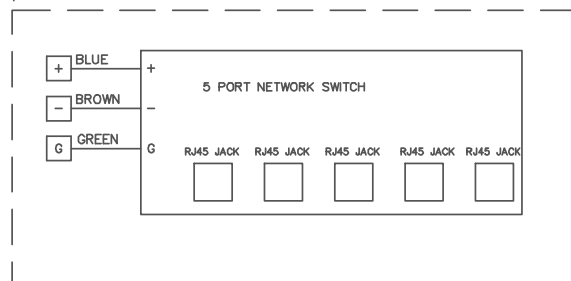 + BLUE +
5 PORT NETWORK SWITCH
- BROWN -
G GREEN G
RJ45 JACK RJ45 JACK RJ45 JACK RJ45 JACK RJ45 JACK